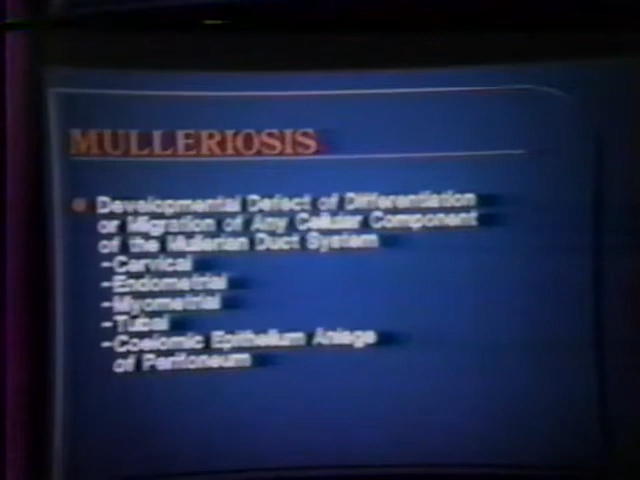 MULLERIOSIS
Developmental Defect of Differentiation
or Migration of Any Cellular Component
of the Mullerian Duct System
-Cervical
-Endometrial
-Myometrial
-Tubal
-Coelomic Epithelium Anlage
of Peritoneum